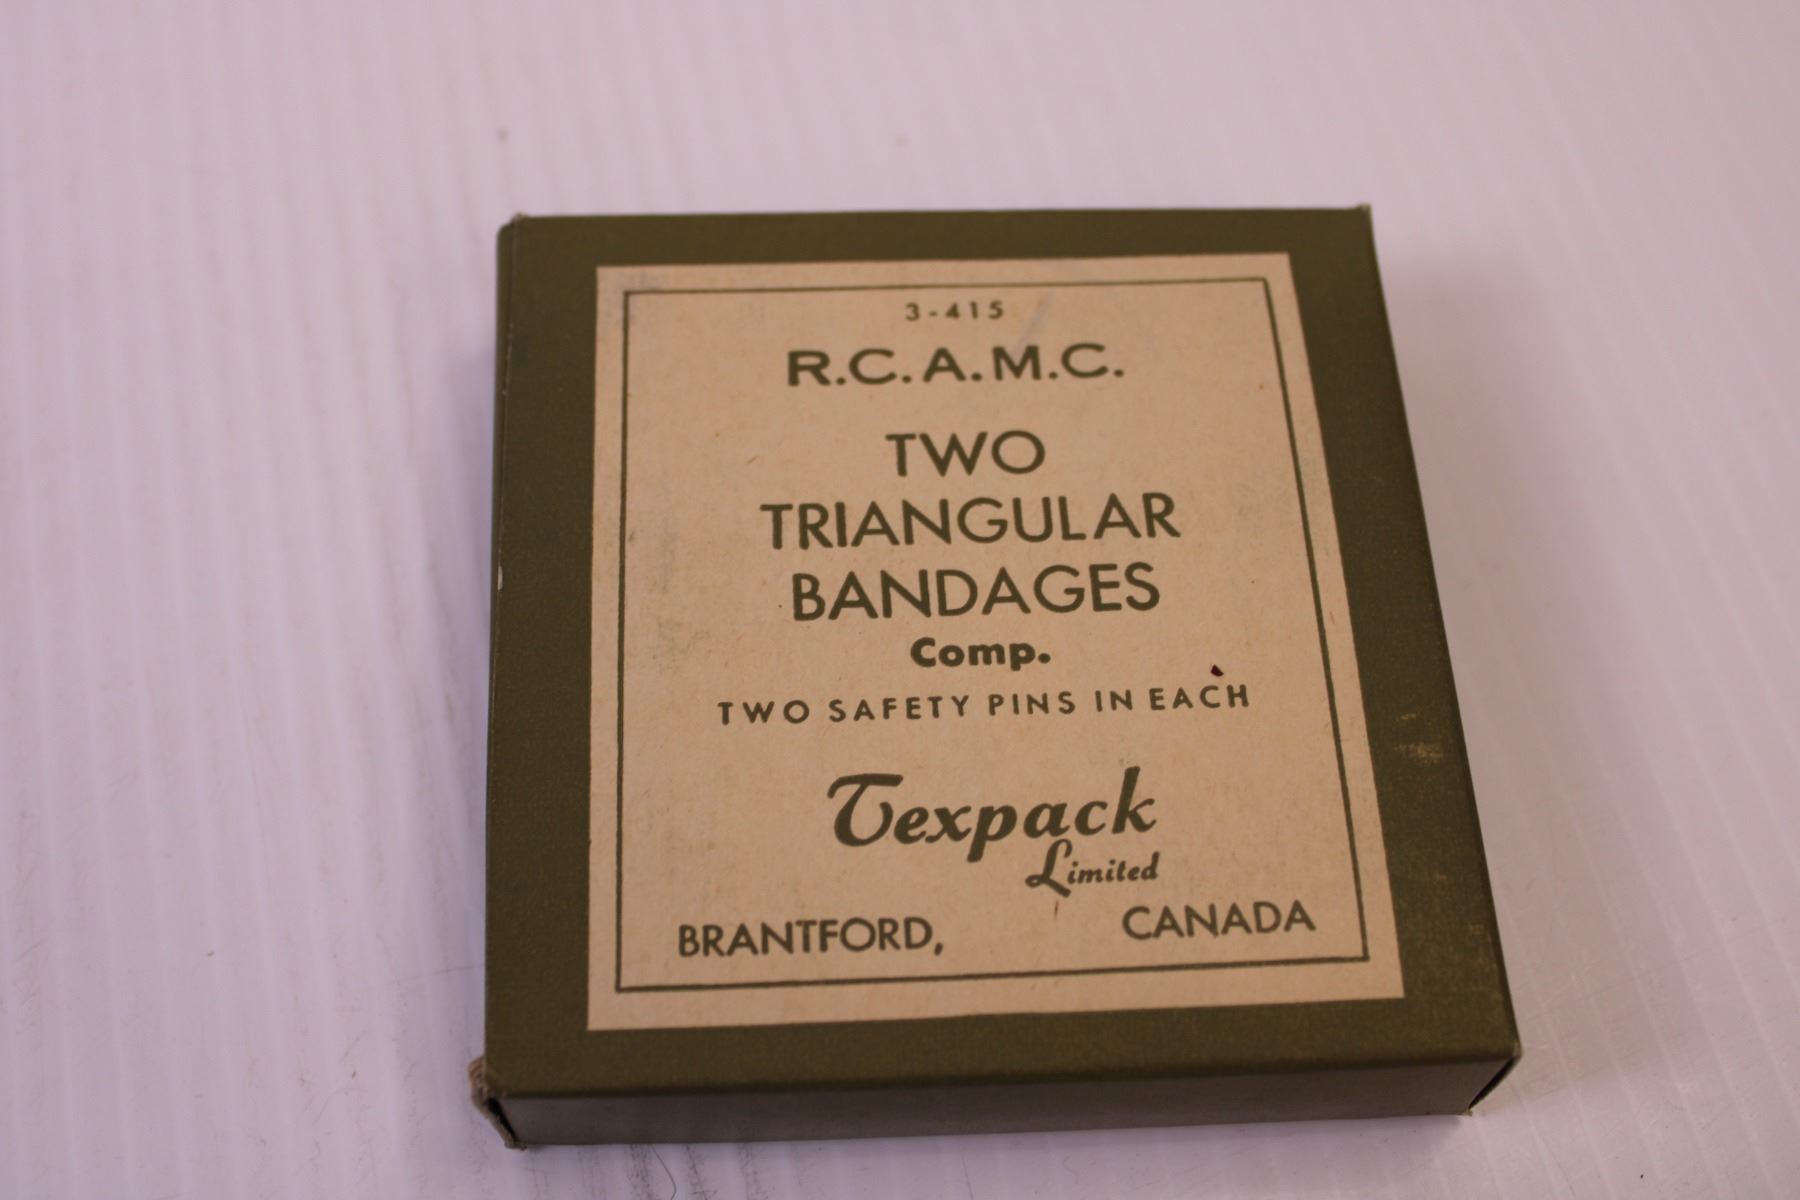 3-415
R.C.A.M.C.
TWO
TRIANGULAR
BANDAGES
Comp.
TWO SAFETY PINS IN EACH
Texpack
Limited
BRANTFORD, CANADA